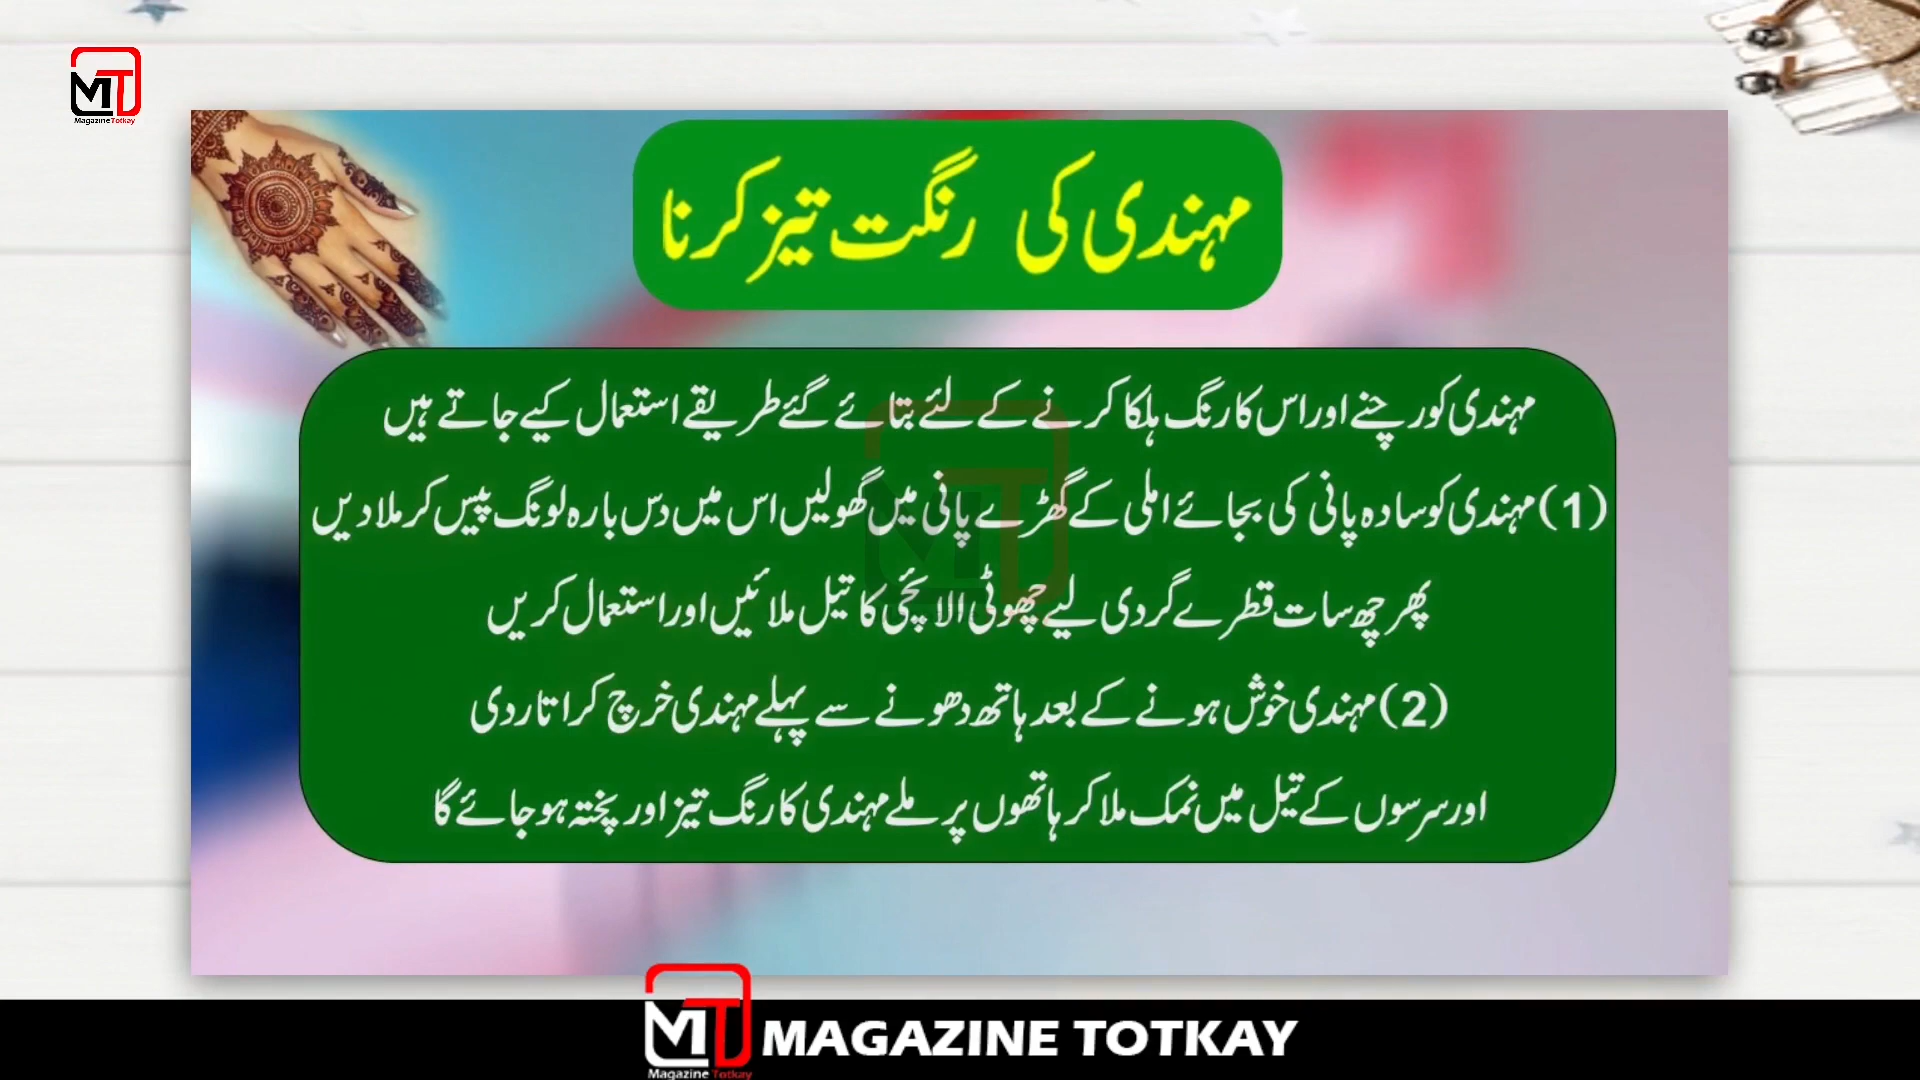 MT
Magazine Totkay
مہندی کی رنگت تیز کرنا
مہندی کو رچنے اور اس کا رنگ ہلکا کرنے کے لئے بتائے گئے طریقے استعمال کیے جاتے ہیں
(1) مہندی کو سادہ پانی کی بجائے املی کے گھڑے پانی میں گھولیں اس میں دس بارہ لونگ پیس کر ملا دیں
پھر چھ سات قطرے گردی لیے چھوٹی الائچی کا تیل ملائیں اور استعمال کریں
(2) مہندی خوش ہونے کے بعد ہاتھ دھونے سے پہلے مہندی خرچ کر اتار دی
اور سرسوں کے تیل میں نمک ملا کر ہاتھوں پر ملے مہندی کا رنگ تیز اور پختہ ہو جائے گا
MT
MT
Magazine Totkay
MAGAZINE TOTKAY